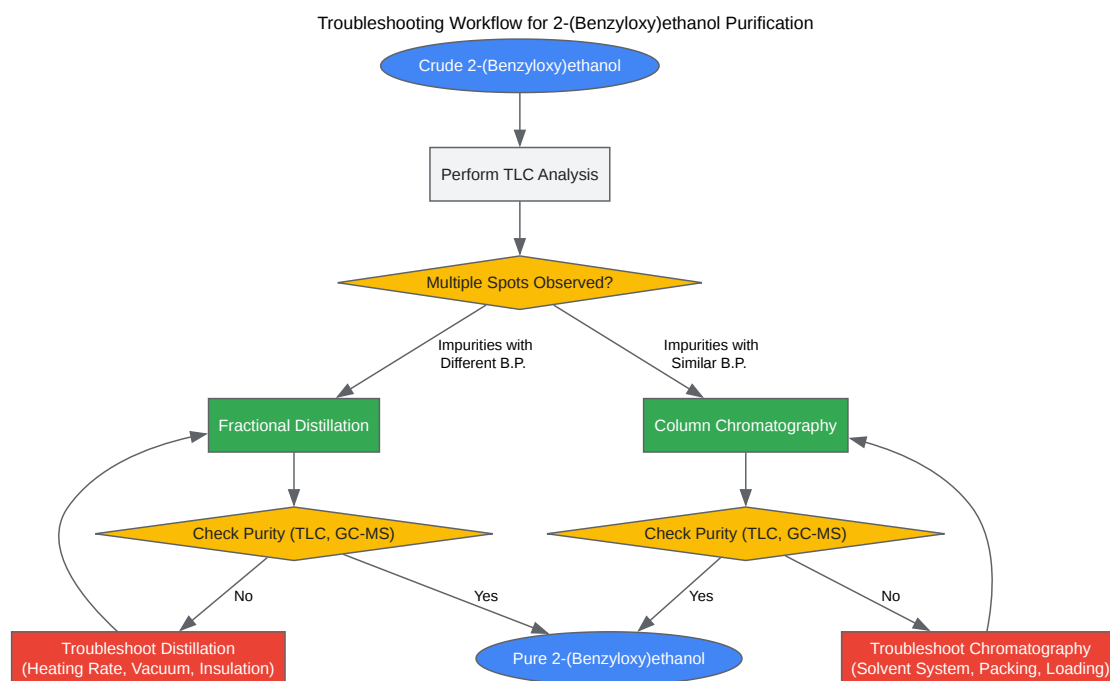 Troubleshooting Workflow for 2-(Benzyloxy)ethanol Purification
Crude 2-(Benzyloxy)ethanol
Perform TLC Analysis
Multiple Spots Observed?
Impurities with
Different B.P.
Impurities with
Similar B.P.
Fractional Distillation
Column Chromatography
Check Purity (TLC, GC-MS)
Check Purity (TLC, GC-MS)
No
Yes
Yes
No
Troubleshoot Distillation
(Heating Rate, Vacuum, Insulation)
Pure 2-(Benzyloxy)ethanol
Troubleshoot Chromatography
(Solvent System, Packing, Loading)